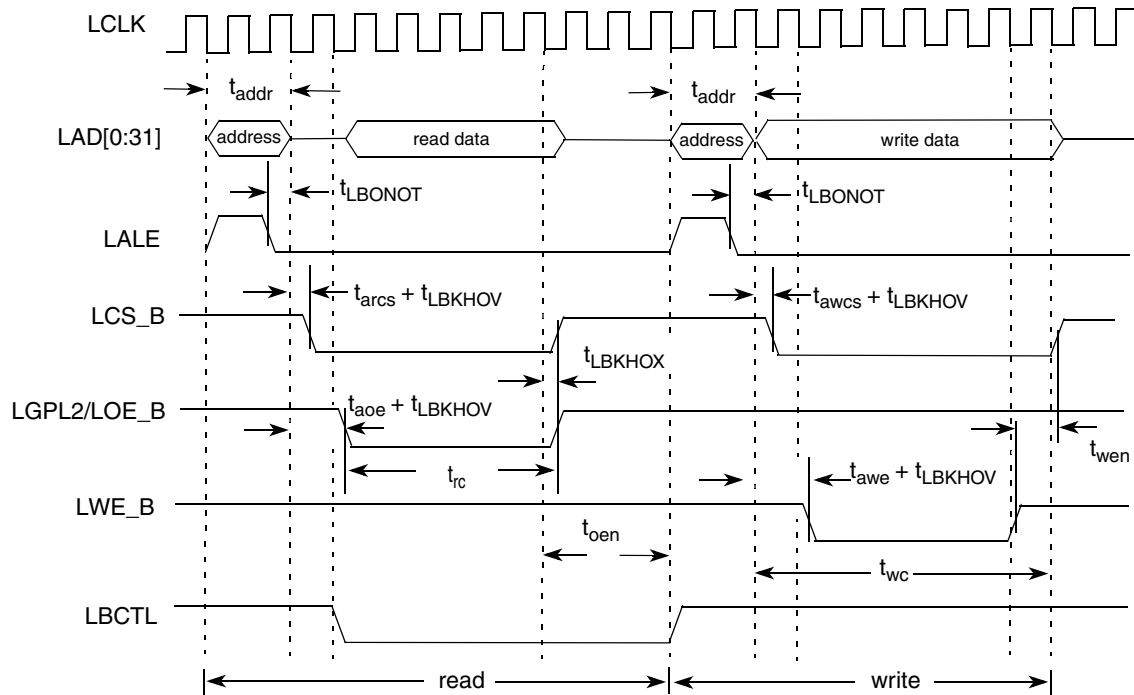 LCLK
t_addr t_addr
LAD[0:31] address read data address write data
t_LBONOT t_LBONOT
LALE
t_arcs + t_LBKHOV t_awcs + t_LBKHOV
LCS_B
t_LBKHOX
t_aoe + t_LBKHOV
LGPL2/LOE_B
t_wen
t_rc t_awe + t_LBKHOV
LWE_B
t_oen
t_wc
LBCTL
read write